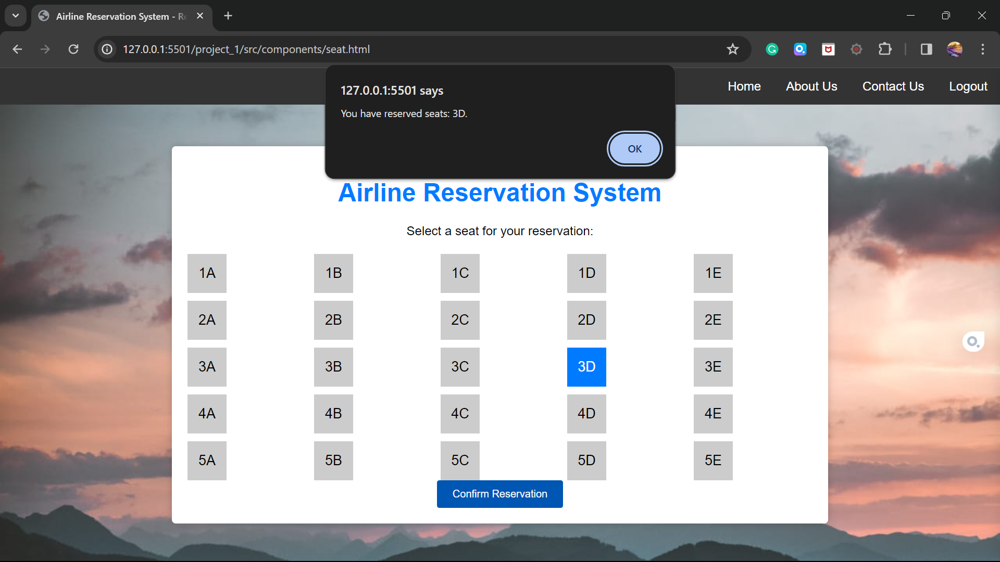 Airline Reservation System - Re
127.0.0.1:5501/project_1/src/components/seat.html
127.0.0.1:5501 says
You have reserved seats: 3D.
OK
Home About Us Contact Us Logout
Airline Reservation System
Select a seat for your reservation:
1A 1B 1C 1D 1E
2A 2B 2C 2D 2E
3A 3B 3C 3D 3E
4A 4B 4C 4D 4E
5A 5B 5C 5D 5E
Confirm Reservation